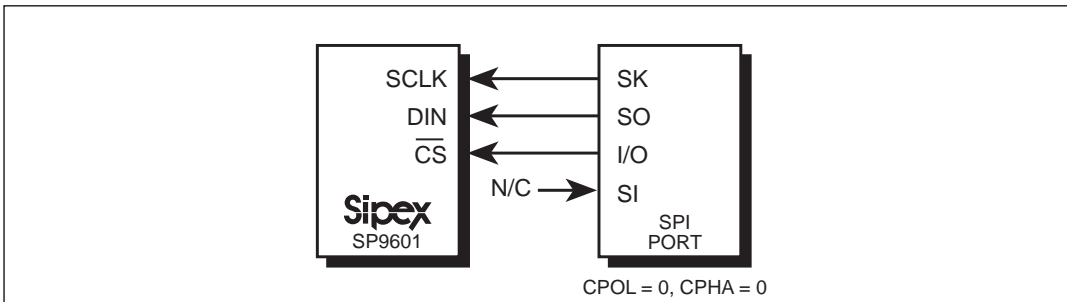 SCLK
SK
DIN
SO
CS
I/O
N/C
SI
Sipex
SP9601
SPI
PORT
CPOL = 0, CPHA = 0